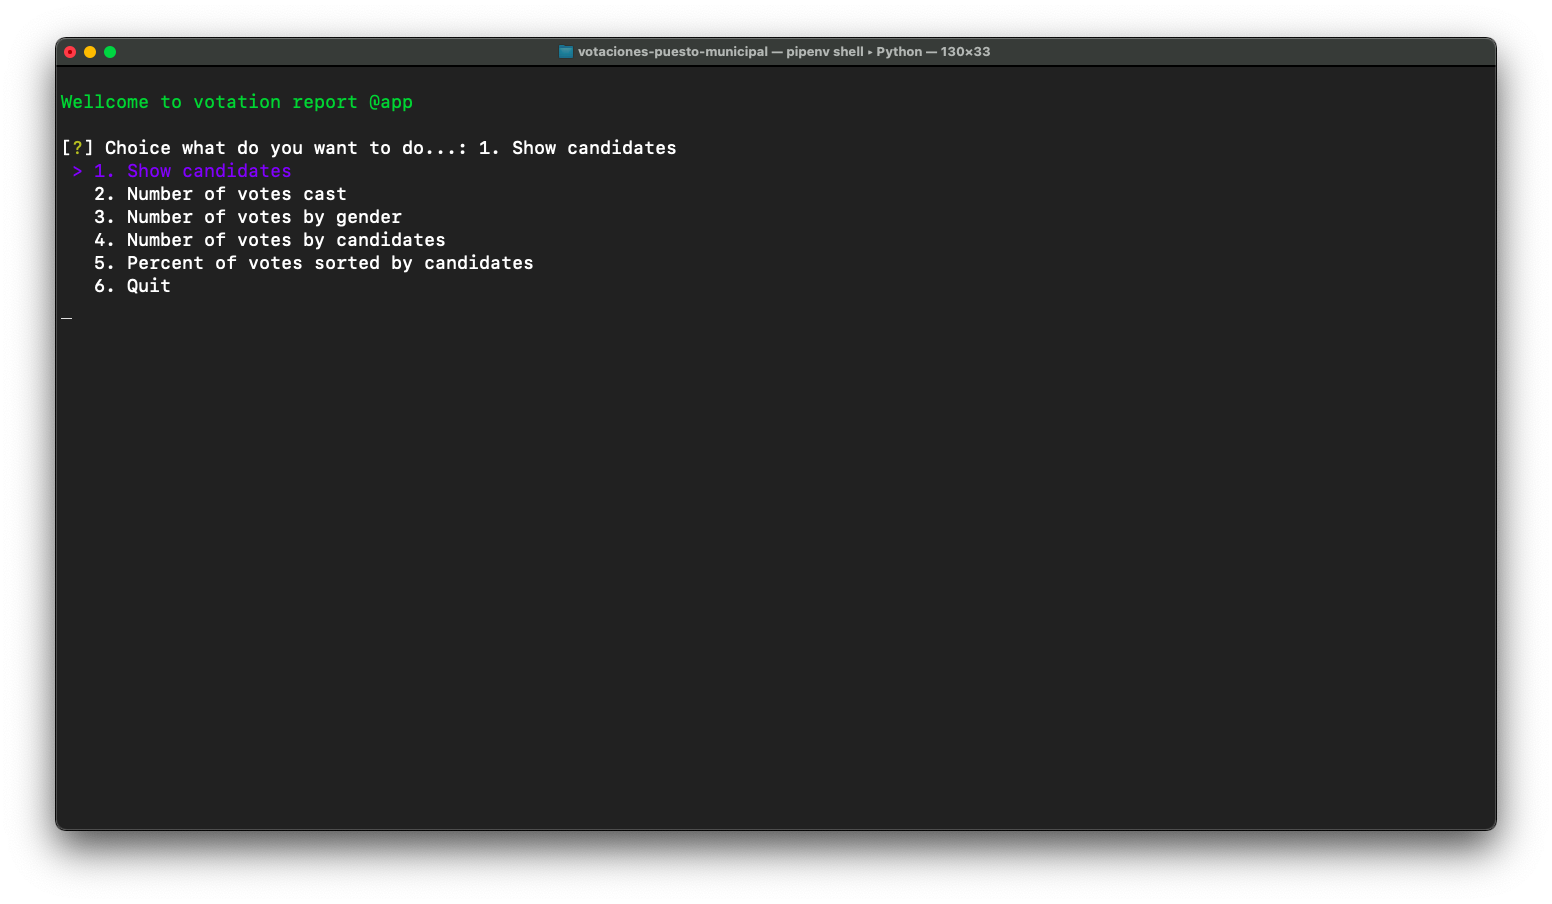 votaciones-puesto-municipal — pipenv shell ▸ Python — 130×33
Wellcome to votation report @app
[?] Choice what do you want to do...: 1. Show candidates
> 1. Show candidates
2. Number of votes cast
3. Number of votes by gender
4. Number of votes by candidates
5. Percent of votes sorted by candidates
6. Quit